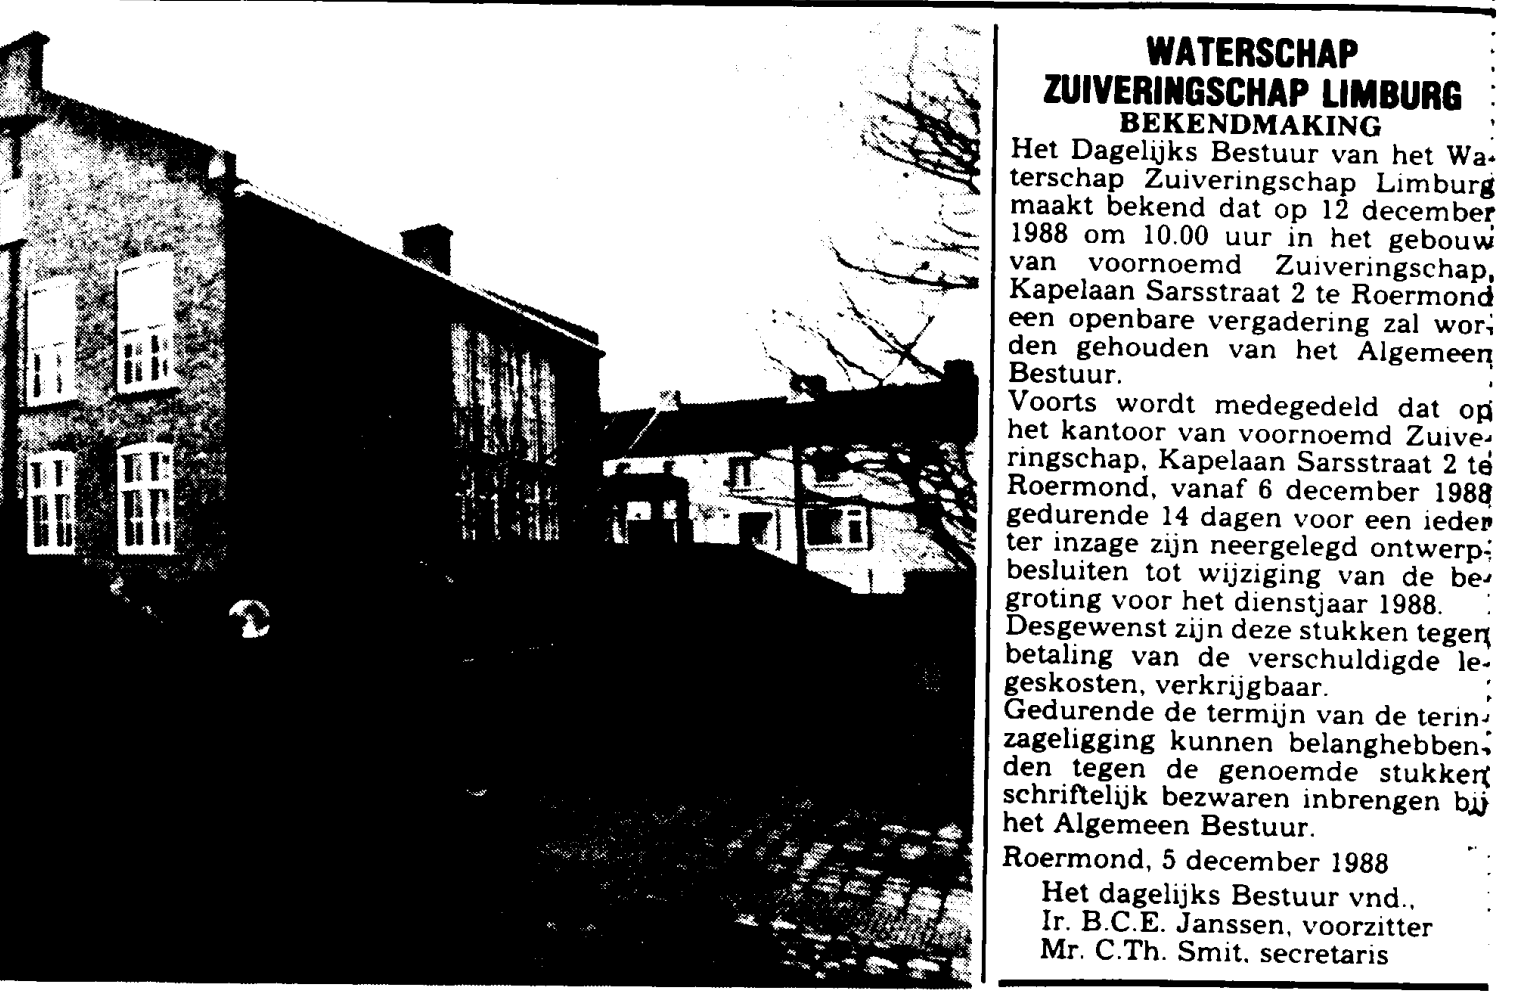 WATERSCHAP
ZUIVERINGSCHAP LIMBURG
BEKENDMAKING
Het Dagelijks Bestuur van het Wa-
terschap Zuiveringschap Limburg
maakt bekend dat op 12 december
1988 om 10.00 uur in het gebouw
van voornoemd Zuiveringschap,
Kapelaan Sarsstraat 2 te Roermond
een openbare vergadering zal wor-
den gehouden van het Algemeen
Bestuur.
Voorts wordt medegedeld dat op
het kantoor van voornoemd Zuive-
ringschap, Kapelaan Sarsstraat 2 te
Roermond, vanaf 6 december 1988
gedurende 14 dagen voor een ieder
ter inzage zijn neergelegd ontwerp-
besluiten tot wijziging van de be-
groting voor het dienstjaar 1988.
Desgewenst zijn deze stukken tegen
betaling van de verschuldigde le-
geskosten, verkrijgbaar.
Gedurende de termijn van de terin-
zageligging kunnen belanghebben-
den tegen de genoemde stukken
schriftelijk bezwaren inbrengen bij
het Algemeen Bestuur.
Roermond, 5 december 1988
Het dagelijks Bestuur vnd.,
Ir. B.C.E. Janssen, voorzitter
Mr. C.Th. Smit, secretaris